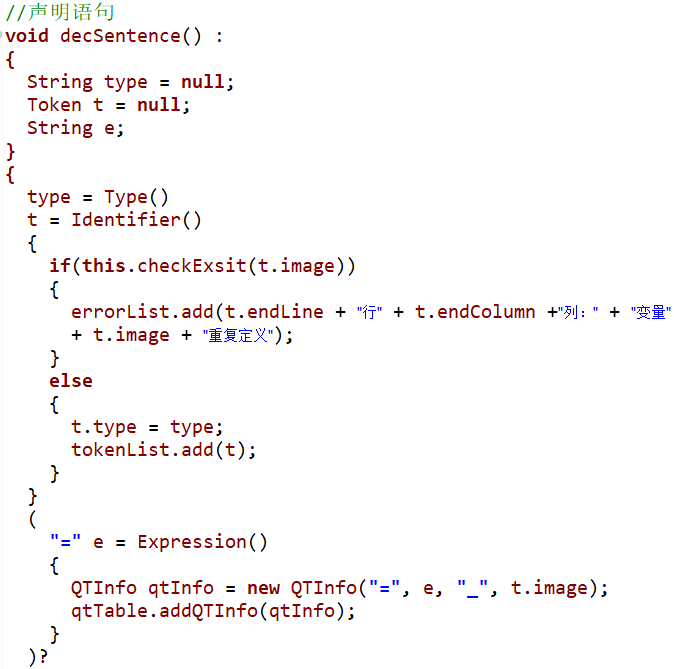 //声明语句
void decSentence() :
{
  String type = null;
  Token t = null;
  String e;
}
{
  type = Type()
  t = Identifier()
  {
    if(this.checkExsit(t.image))
    {
      errorList.add(t.endLine + "行" + t.endColumn +"列：" + "变量"
      + t.image + "重复定义");
    }
    else
    {
      t.type = type;
      tokenList.add(t);
    }
  }
  (
    "=" e = Expression()
    {
      QTInfo qtInfo = new QTInfo("=", e, "_", t.image);
      qtTable.addQTInfo(qtInfo);
    }
  )?